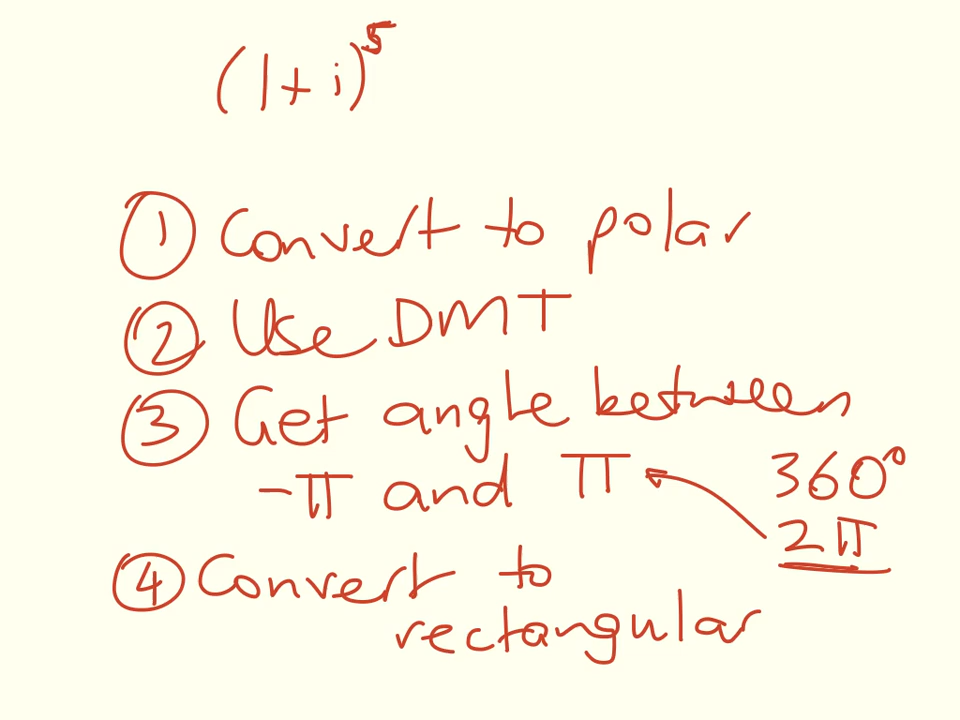 (1+i)^5
① Convert to polar
② Use DMT
③ Get angle between
-π and π
360°
2π
④ Convert to
rectangular